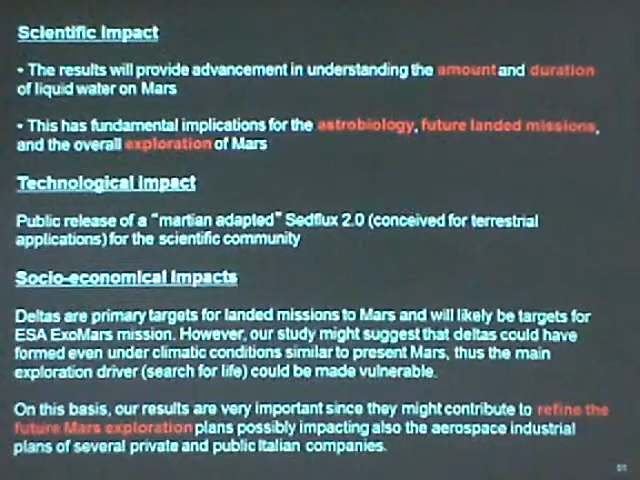 Scientific Impact
• The results will provide advancement in understanding the amount and duration
of liquid water on Mars
• This has fundamental implications for the astrobiology, future landed missions,
and the overall exploration of Mars
Technological Impact
Public release of a "martian adapted" Sedflux 2.0 (conceived for terrestrial
applications) for the scientific community
Socio-economical Impacts
Deltas are primary targets for landed missions to Mars and will likely be targets for
ESA ExoMars mission. However, our study might suggest that deltas could have
formed even under climatic conditions similar to present Mars, thus the main
exploration driver (search for life) could be made vulnerable.
On this basis, our results are very important since they might contribute to refine the
future Mars exploration plans possibly impacting also the aerospace industrial
plans of several private and public Italian companies.